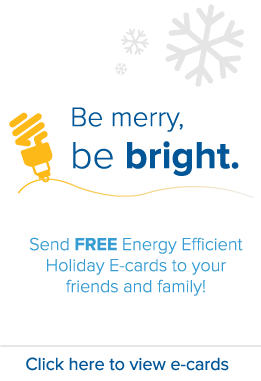 Be merry,
be bright.
Send FREE Energy Efficient
Holiday E-cards to your
friends and family!
Click here to view e-cards